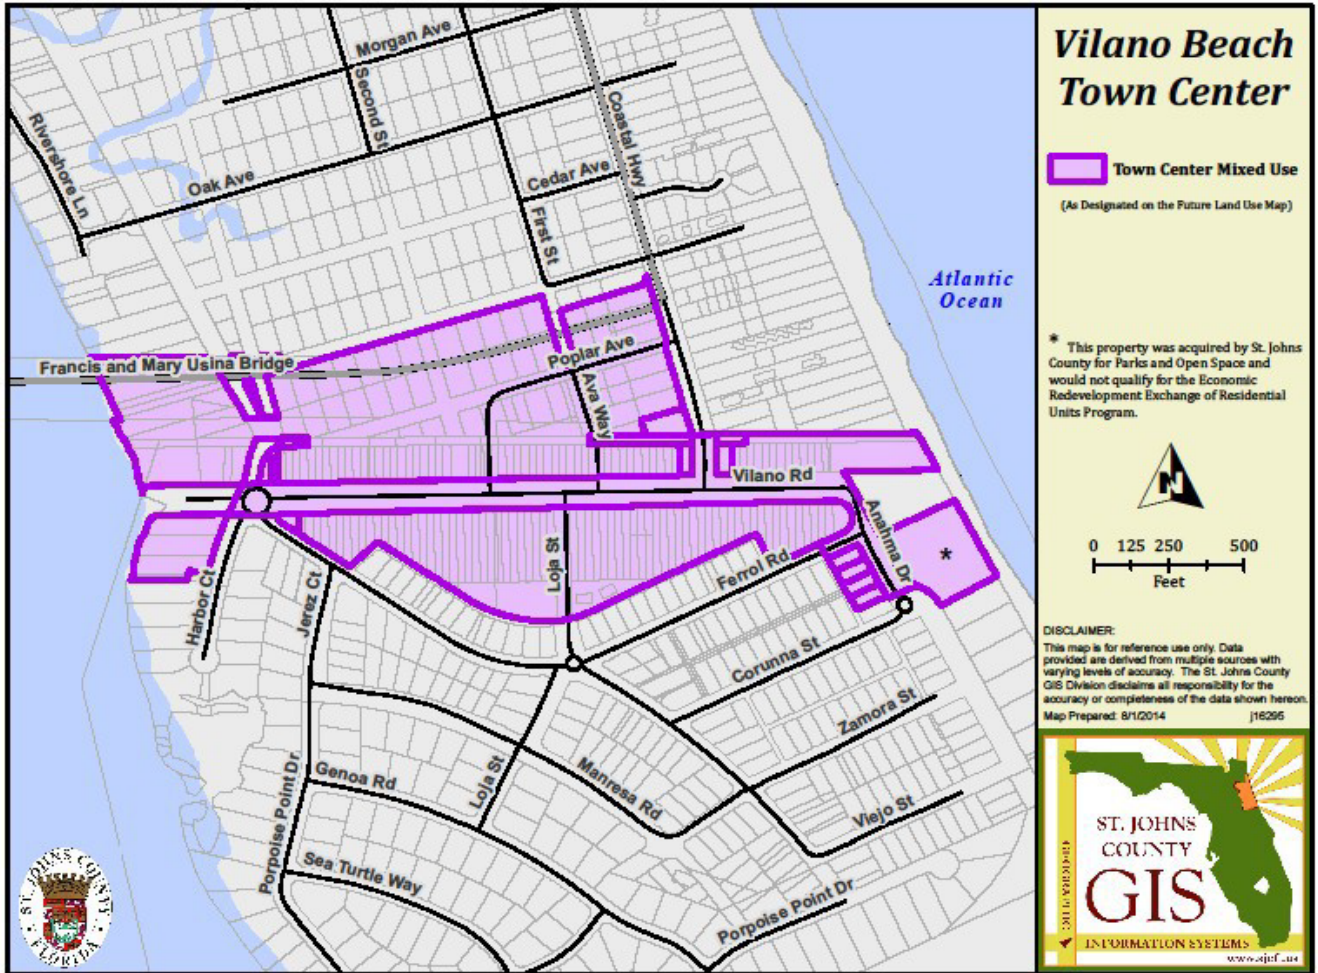 Morgan Ave
Second St
Rivershore Ln
Oak Ave
Coastal Hwy
Cedar Ave
First St
Francis and Mary Usina Bridge
Poplar Ave
Ava Way
Vilano Rd
Anahma Dr
*
Loja St
Ferrol Rd
Harbor Ct
Jerez Ct
Corunna St
Zamora St
Genoa Rd
Loja St
Manresa Rd
Viejo St
Porpoise Point Dr
Sea Turtle Way
Porpoise Point Dr
Atlantic
Ocean
ST. JOHNS COUNTY
FLORIDA
Vilano Beach
Town Center
Town Center Mixed Use
(As Designated on the Future Land Use Map)
* This property was acquired by St. Johns
County for Parks and Open Space and
would not qualify for the Economic
Redevelopment Exchange of Residential
Units Program.
N
0 125 250 500
Feet
DISCLAIMER:
This map is for reference use only. Data
provided are derived from multiple sources with
varying levels of accuracy. The St. Johns County
GIS Division disclaims all responsibility for the
accuracy or completeness of the data shown hereon.
Map Prepared: 8/1/2014 j16295
ST. JOHNS
COUNTY
GIS
GEOGRAPHIC
INFORMATION SYSTEMS